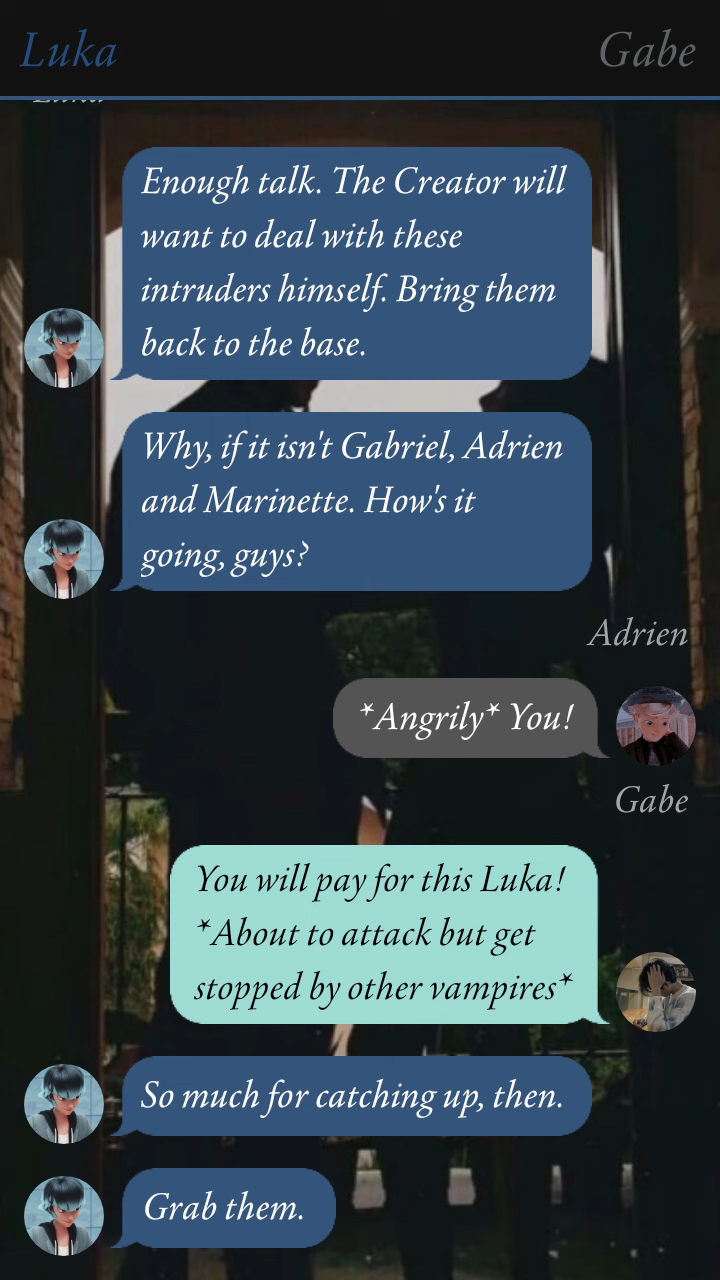 Luka
Gabe
Luka
Enough talk. The Creator will
want to deal with these
intruders himself. Bring them
back to the base.
Why, if it isn't Gabriel, Adrien
and Marinette. How's it
going, guys?
Adrien
*Angrily* You!
Gabe
You will pay for this Luka!
*About to attack but get
stopped by other vampires*
So much for catching up, then.
Grab them.